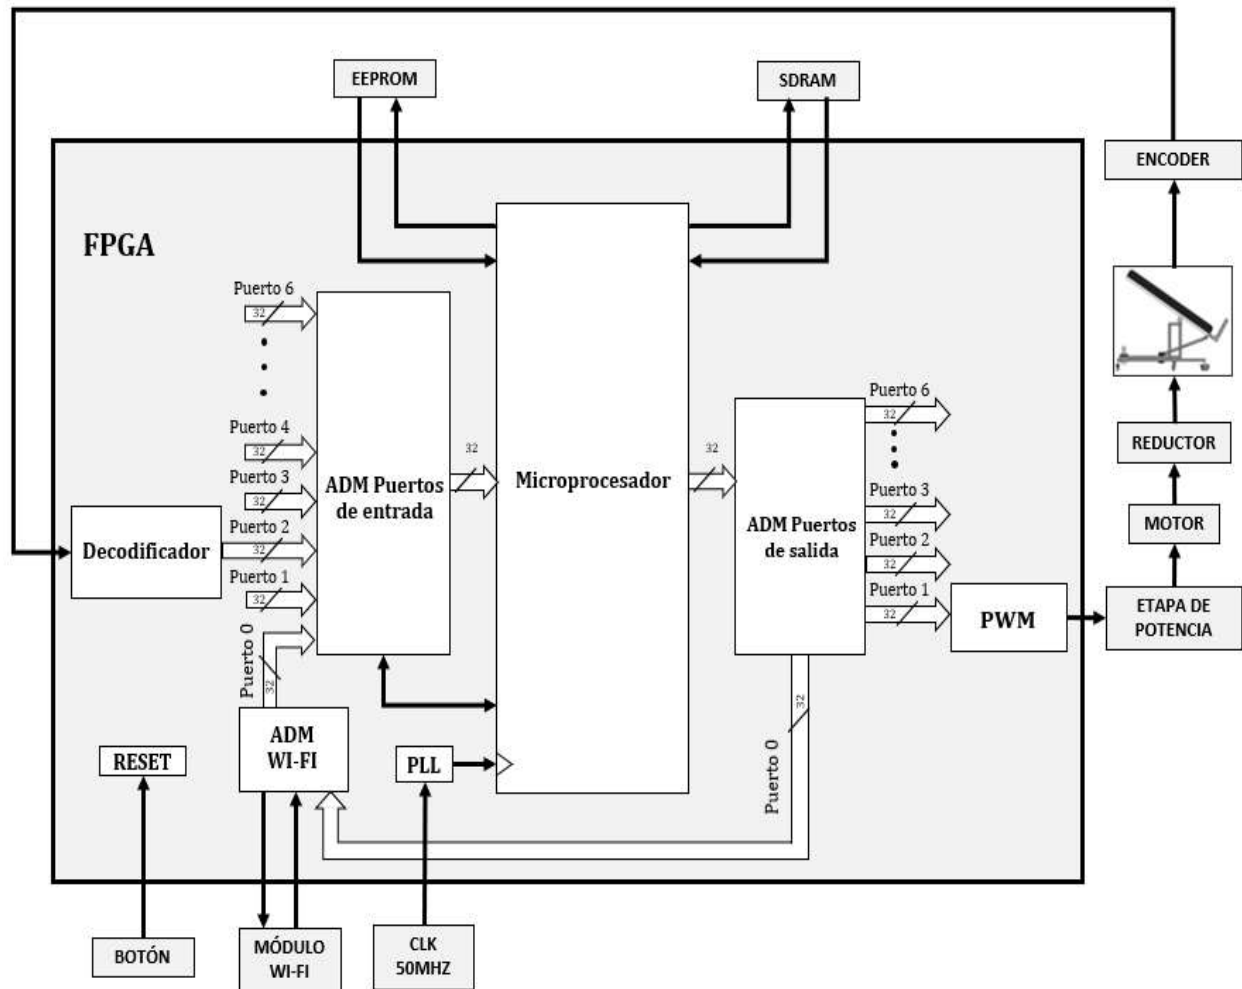 EEPROM
SDRAM
ENCODER
FPGA
Puerto 6
32
Puerto 4
32
Puerto 3
32
Puerto 2
32
Puerto 1
32
Puerto 0
32
Decodificador
ADM Puertos
de entrada
32
Microprocesador
32
ADM Puertos
de salida
Puerto 6
32
Puerto 3
32
Puerto 2
32
Puerto 1
32
Puerto 0
32
PWM
REDUCTOR
MOTOR
ETAPA DE
POTENCIA
ADM
WI-FI
RESET
PLL
BOTÓN
MÓDULO
WI-FI
CLK
50MHZ